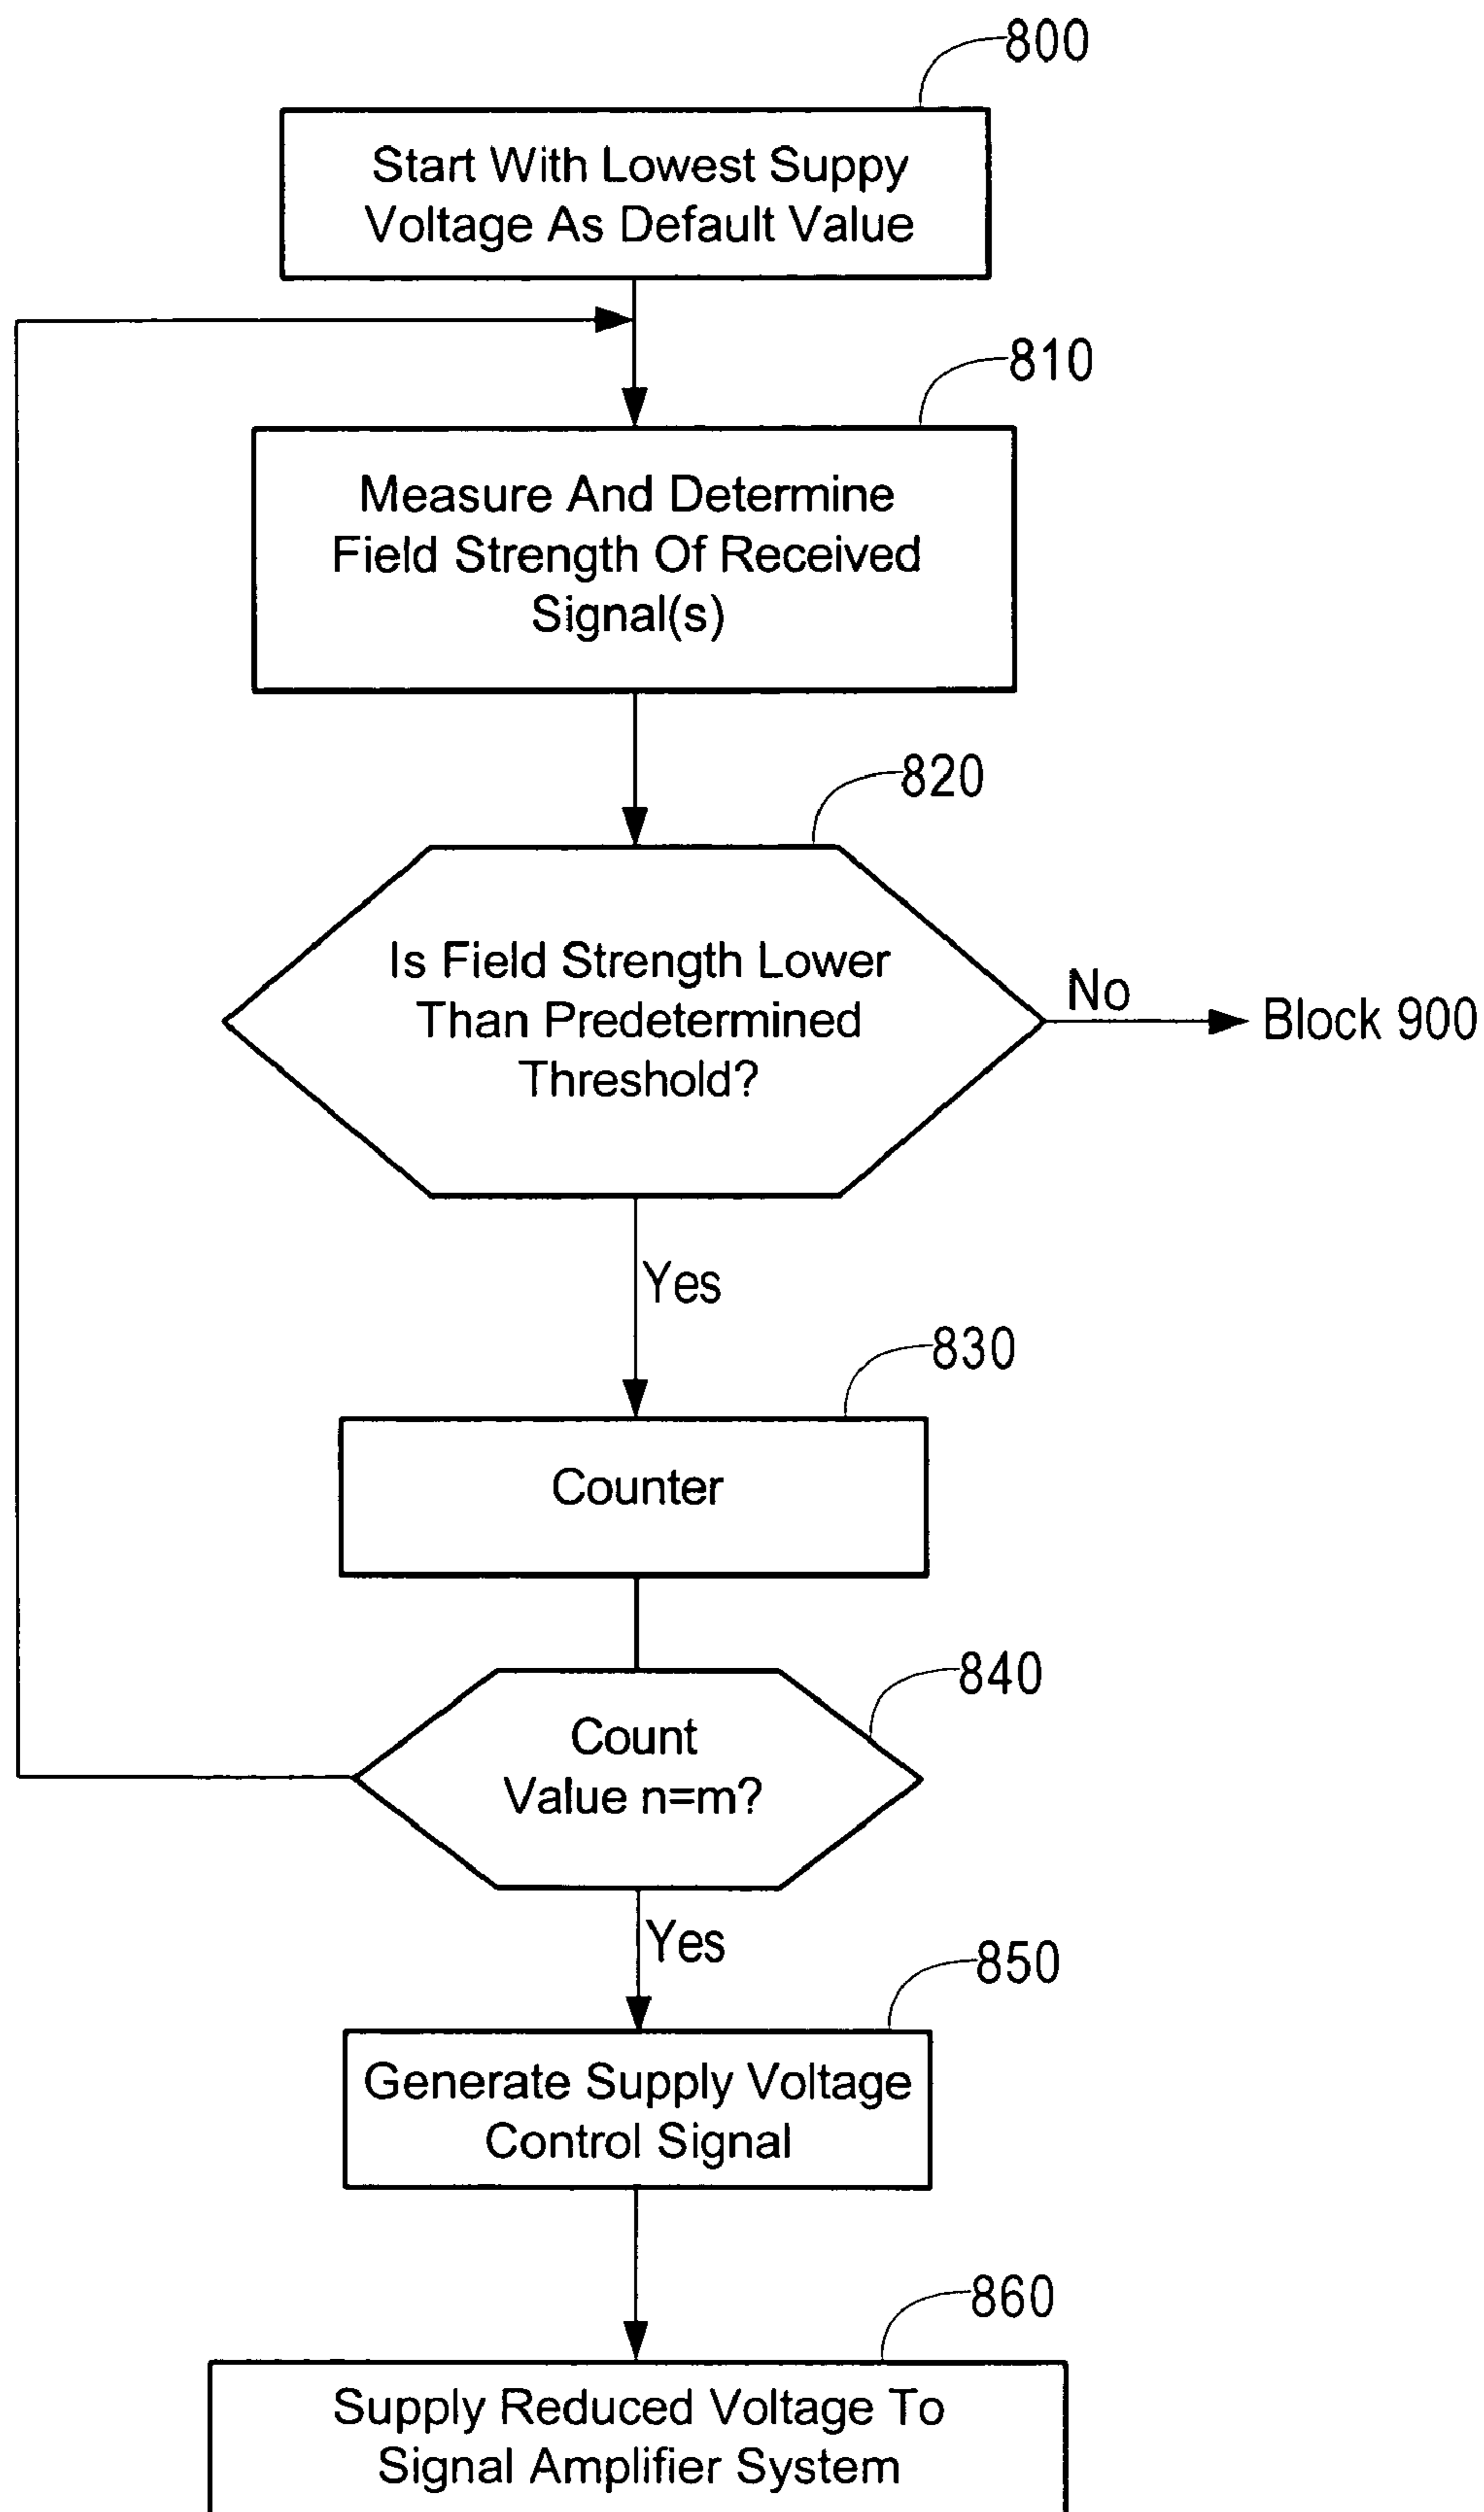 800
Start With Lowest Suppy
Voltage As Default Value
810
Measure And Determine
Field Strength Of Received
Signal(s)
820
Is Field Strength Lower
Than Predetermined
Threshold?
No
Block 900
Yes
830
Counter
840
Count
Value n=m?
Yes
850
Generate Supply Voltage
Control Signal
860
Supply Reduced Voltage To
Signal Amplifier System